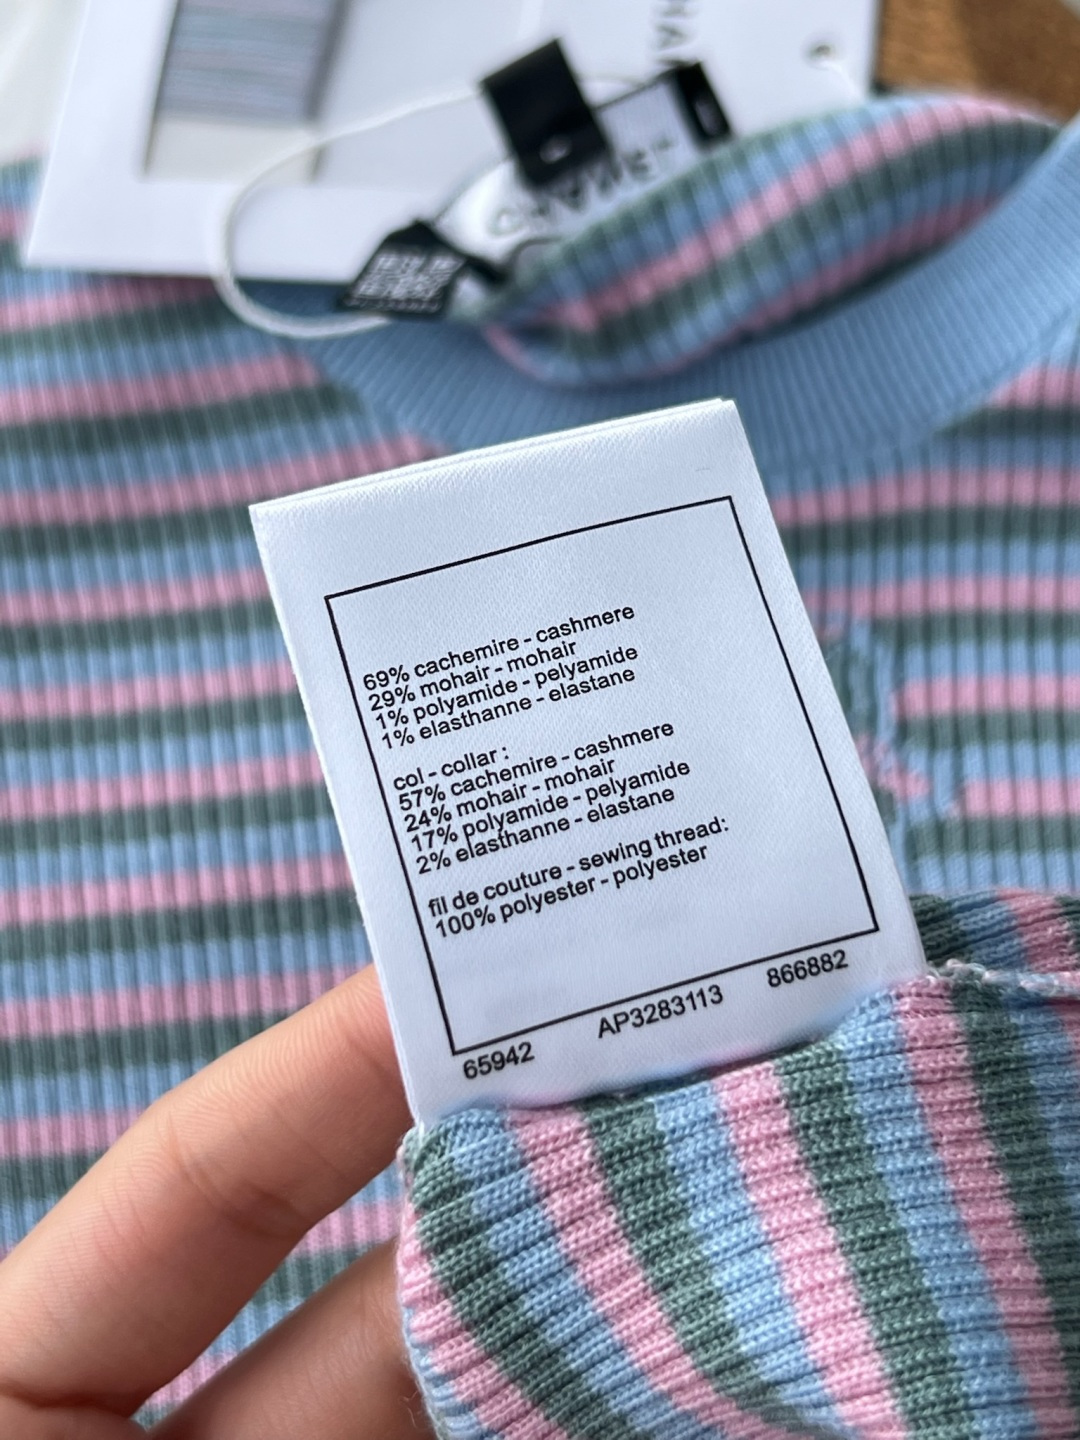 69% cachemire - cashmere
29% mohair - mohair
1% polyamide - pelyamide
1% elasthanne - elastane
col - collar :
57% cachemire - cashmere
24% mohair - mohair
17% polyamide - pelyamide
2% elasthanne - elastane
fil de couture - sewing thread:
100% polyester - polyester
65942 AP3283113 866882